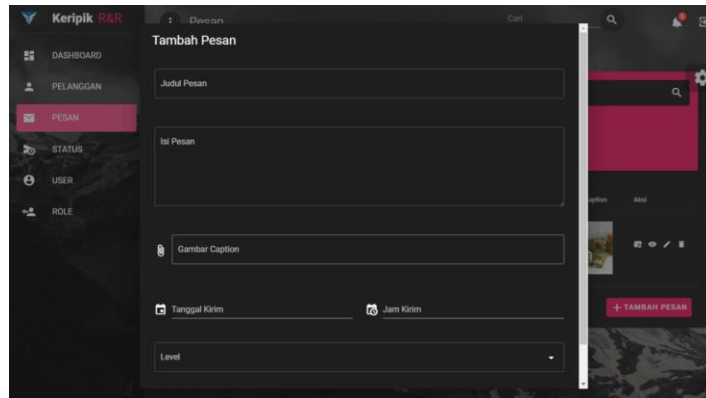 Keripik R&R
Pesan
Cari
Tambah Pesan
DASHBOARD
PELANGGAN
PESAN
STATUS
USER
ROLE
Judul Pesan
Isi Pesan
Gambar Caption
Tanggal Kirim
Jam Kirim
Level
Aksi
+ TAMBAH PESAN